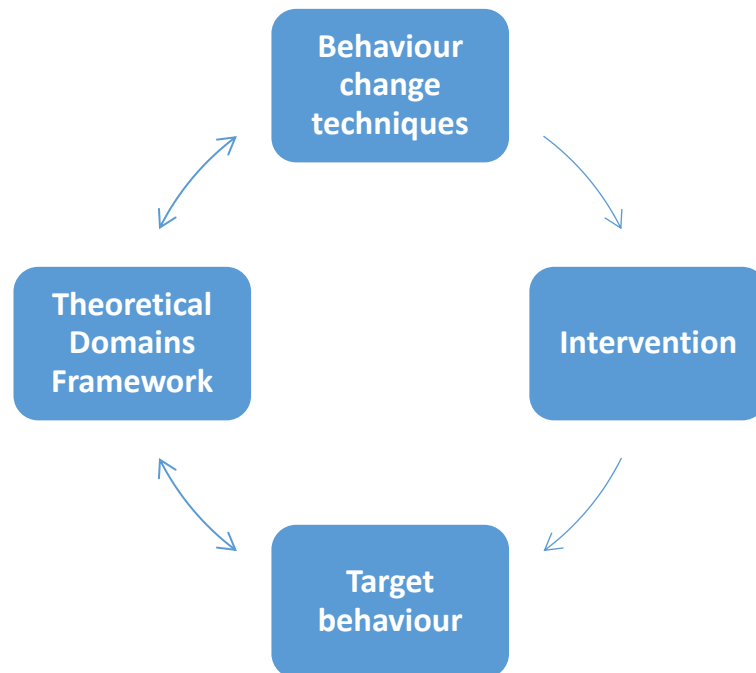 Behaviour
change
techniques
Theoretical
Domains
Framework
Intervention
Target
behaviour